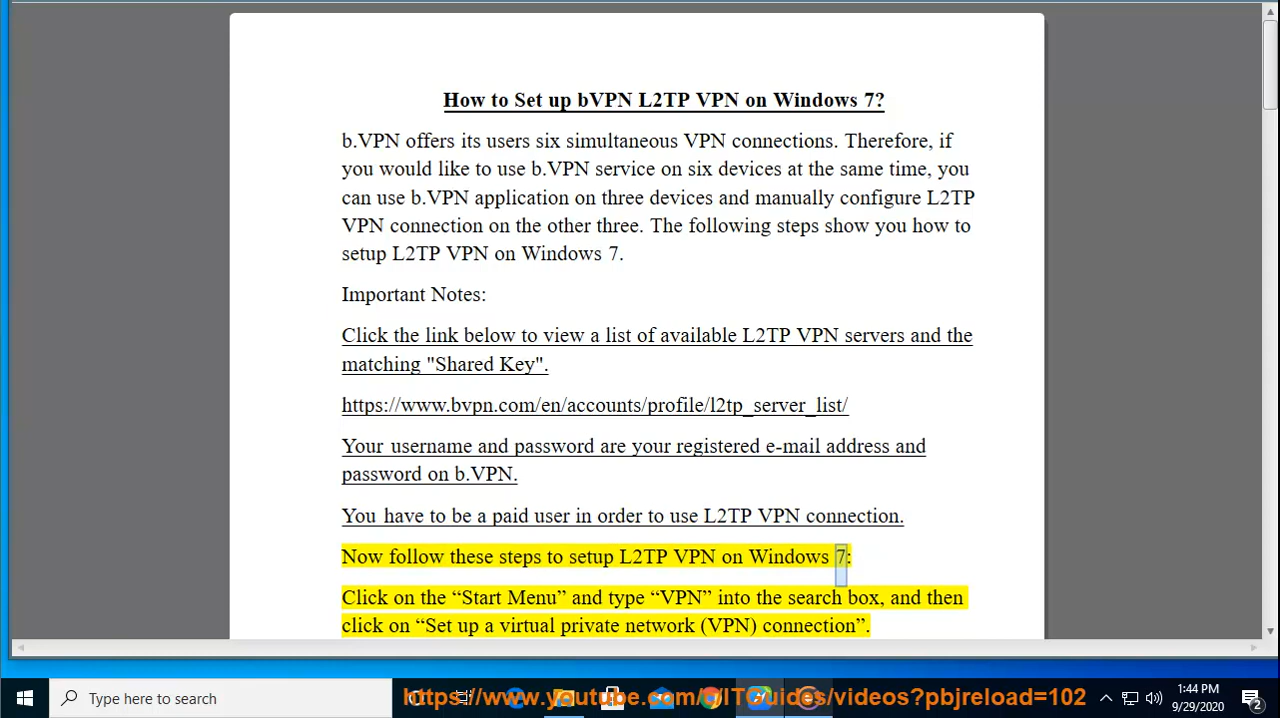 How to Set up bVPN L2TP VPN on Windows 7?
b.VPN offers its users six simultaneous VPN connections. Therefore, if
you would like to use b.VPN service on six devices at the same time, you
can use b.VPN application on three devices and manually configure L2TP
VPN connection on the other three. The following steps show you how to
setup L2TP VPN on Windows 7.
Important Notes:
Click the link below to view a list of available L2TP VPN servers and the
matching "Shared Key".
https://www.bvpn.com/en/accounts/profile/l2tp_server_list/
Your username and password are your registered e-mail address and
password on b.VPN.
You have to be a paid user in order to use L2TP VPN connection.
Now follow these steps to setup L2TP VPN on Windows 7:
Click on the “Start Menu” and type “VPN” into the search box, and then
click on “Set up a virtual private network (VPN) connection”.
Type here to search
https://www.youtube.com/c/ITGuides/videos?pbjreload=102
1:44 PM
9/29/2020
2